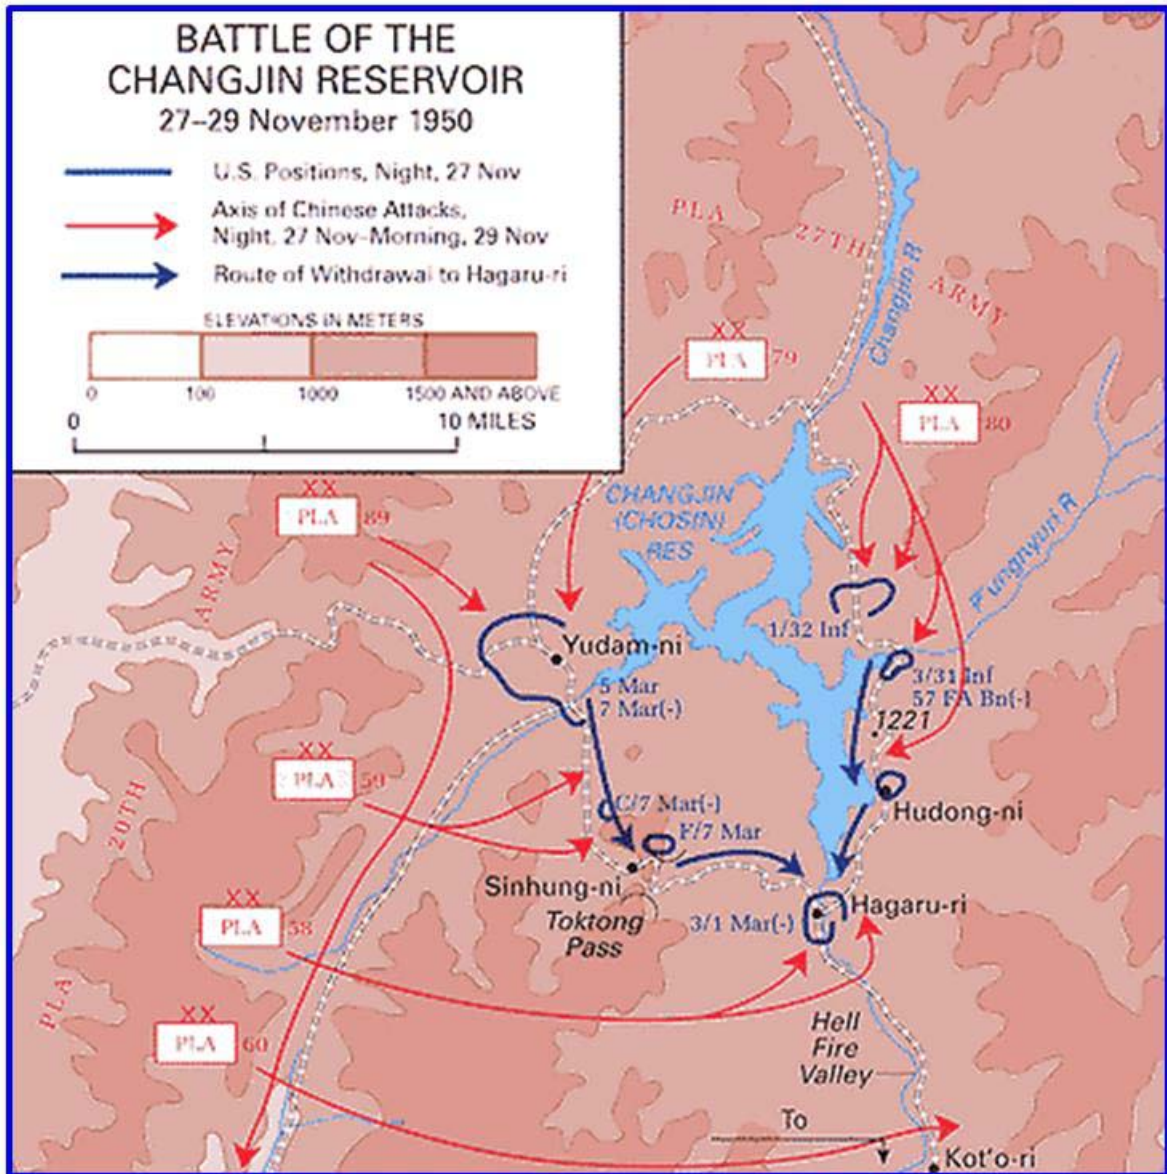 BATTLE OF THE
CHANGJIN RESERVOIR
27–29 November 1950
U.S. Positions, Night, 27 Nov
Axis of Chinese Attacks,
Night, 27 Nov–Morning, 29 Nov
Route of Withdrawal to Hagaru-ri
ELEVATIONS IN METERS
0 100 1000 1500 AND ABOVE
0 10 MILES
PLA 27TH ARMY
Changjin R
XX
PLA 79
XX
PLA 80
XX
PLA 89
CHANGJIN
(CHOSIN)
RES
P'ungnyuri R
PLA 20TH ARMY
1/32 Inf
Yudam-ni
5 Mar
7 Mar(-)
3/31 Inf
57 FA Bn(-)
1221
XX
PLA 59
C/7 Mar(-)
F/7 Mar
Hudong-ni
Sinhung-ni
Toktong
Pass
3/1 Mar(-)
Hagaru-ri
XX
PLA 58
XX
PLA 60
Hell
Fire
Valley
To
Kot'o-ri